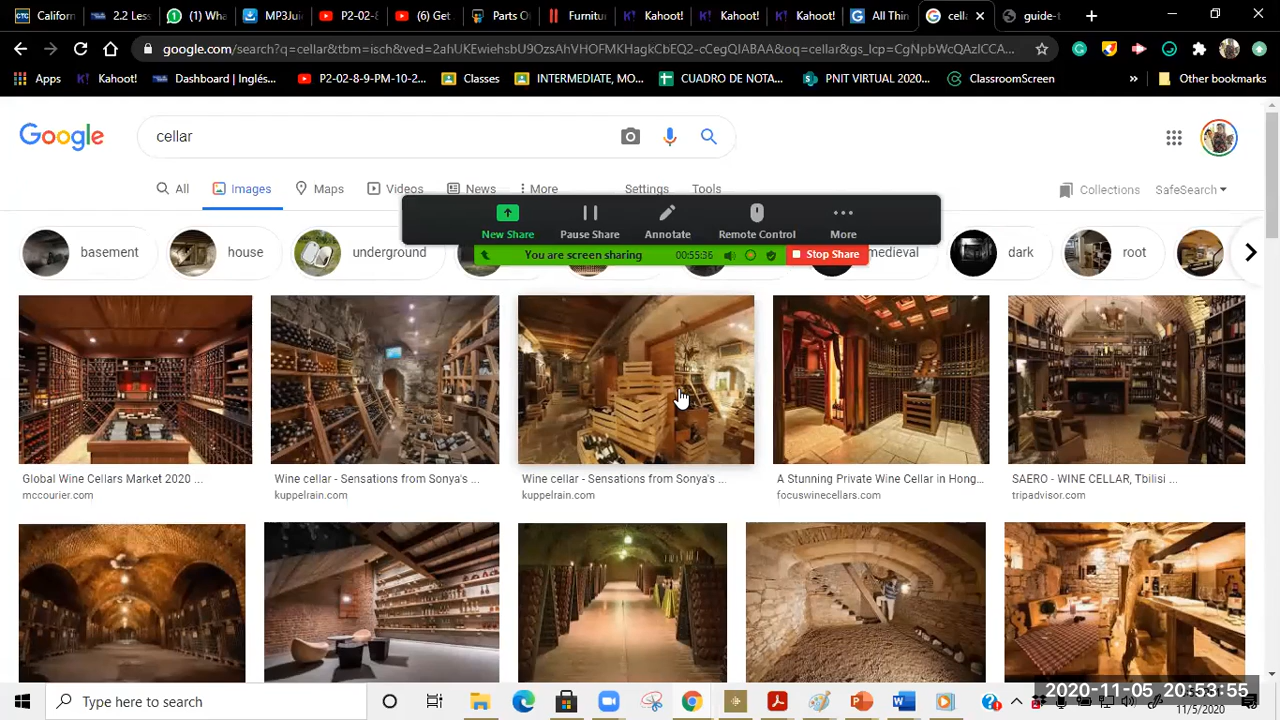 Californ
2.2 Less
(1) Wha
MP3Juic
P2-02-8
(6) Get
Parts O
Furnitu
Kahoot!
Kahoot!
Kahoot!
All Thin
cella
guide-t
google.com/search?q=cellar&tbm=isch&ved=2ahUKEwiehsbU9OzsAhVHOFMKHagkCbEQ2-cCegQIABAA&oq=cellar&gs_lcp=CgNpbWcQAzICCA...
Apps
Kahoot!
Dashboard | Inglés...
P2-02-8-9-PM-10-2...
Classes
INTERMEDIATE, MO...
CUADRO DE NOTA...
PNIT VIRTUAL 2020...
ClassroomScreen
»
Other bookmarks
Google
cellar
All
Images
Maps
Videos
News
More
Settings
Tools
Collections
SafeSearch
New Share
Pause Share
Annotate
Remote Control
More
You are screen sharing
00:55:36
Stop Share
basement
house
underground
medieval
dark
root
Global Wine Cellars Market 2020 ...
mccourier.com
Wine cellar - Sensations from Sonya's ...
kuppelrain.com
Wine cellar - Sensations from Sonya's ...
kuppelrain.com
A Stunning Private Wine Cellar in Hong...
focuswinecellars.com
SAERO - WINE CELLAR, Tbilisi ...
tripadvisor.com
Type here to search
2020-11-05 20:53:55
11/5/2020